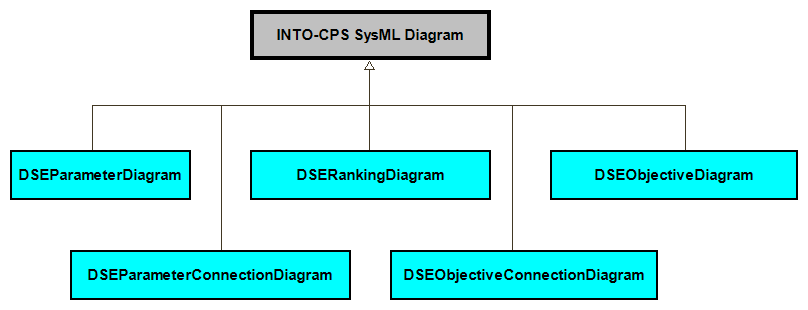 INTO-CPS SysML Diagram
DSEParameterDiagram
DSERankingDiagram
DSEObjectiveDiagram
DSEParameterConnectionDiagram
DSEObjectiveConnectionDiagram